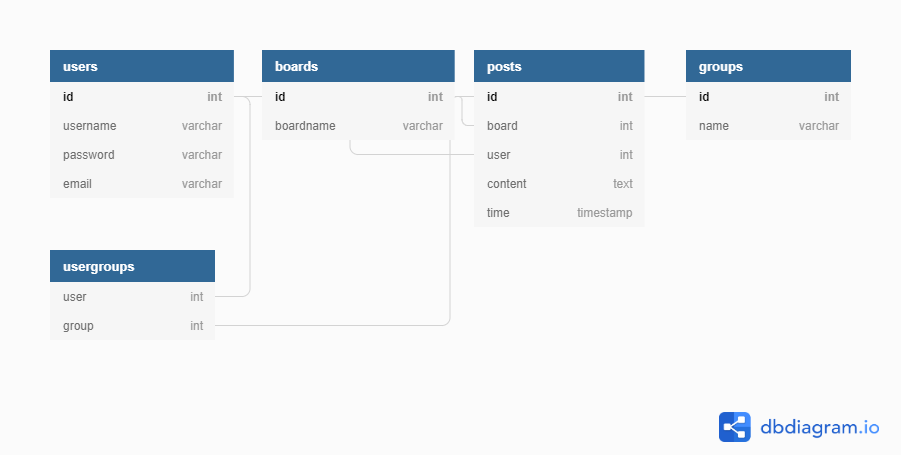 users
id int
username varchar
password varchar
email varchar
boards
id int
boardname varchar
posts
id int
board int
user int
content text
time timestamp
groups
id int
name varchar
usergroups
user int
group int
dbdiagram.io